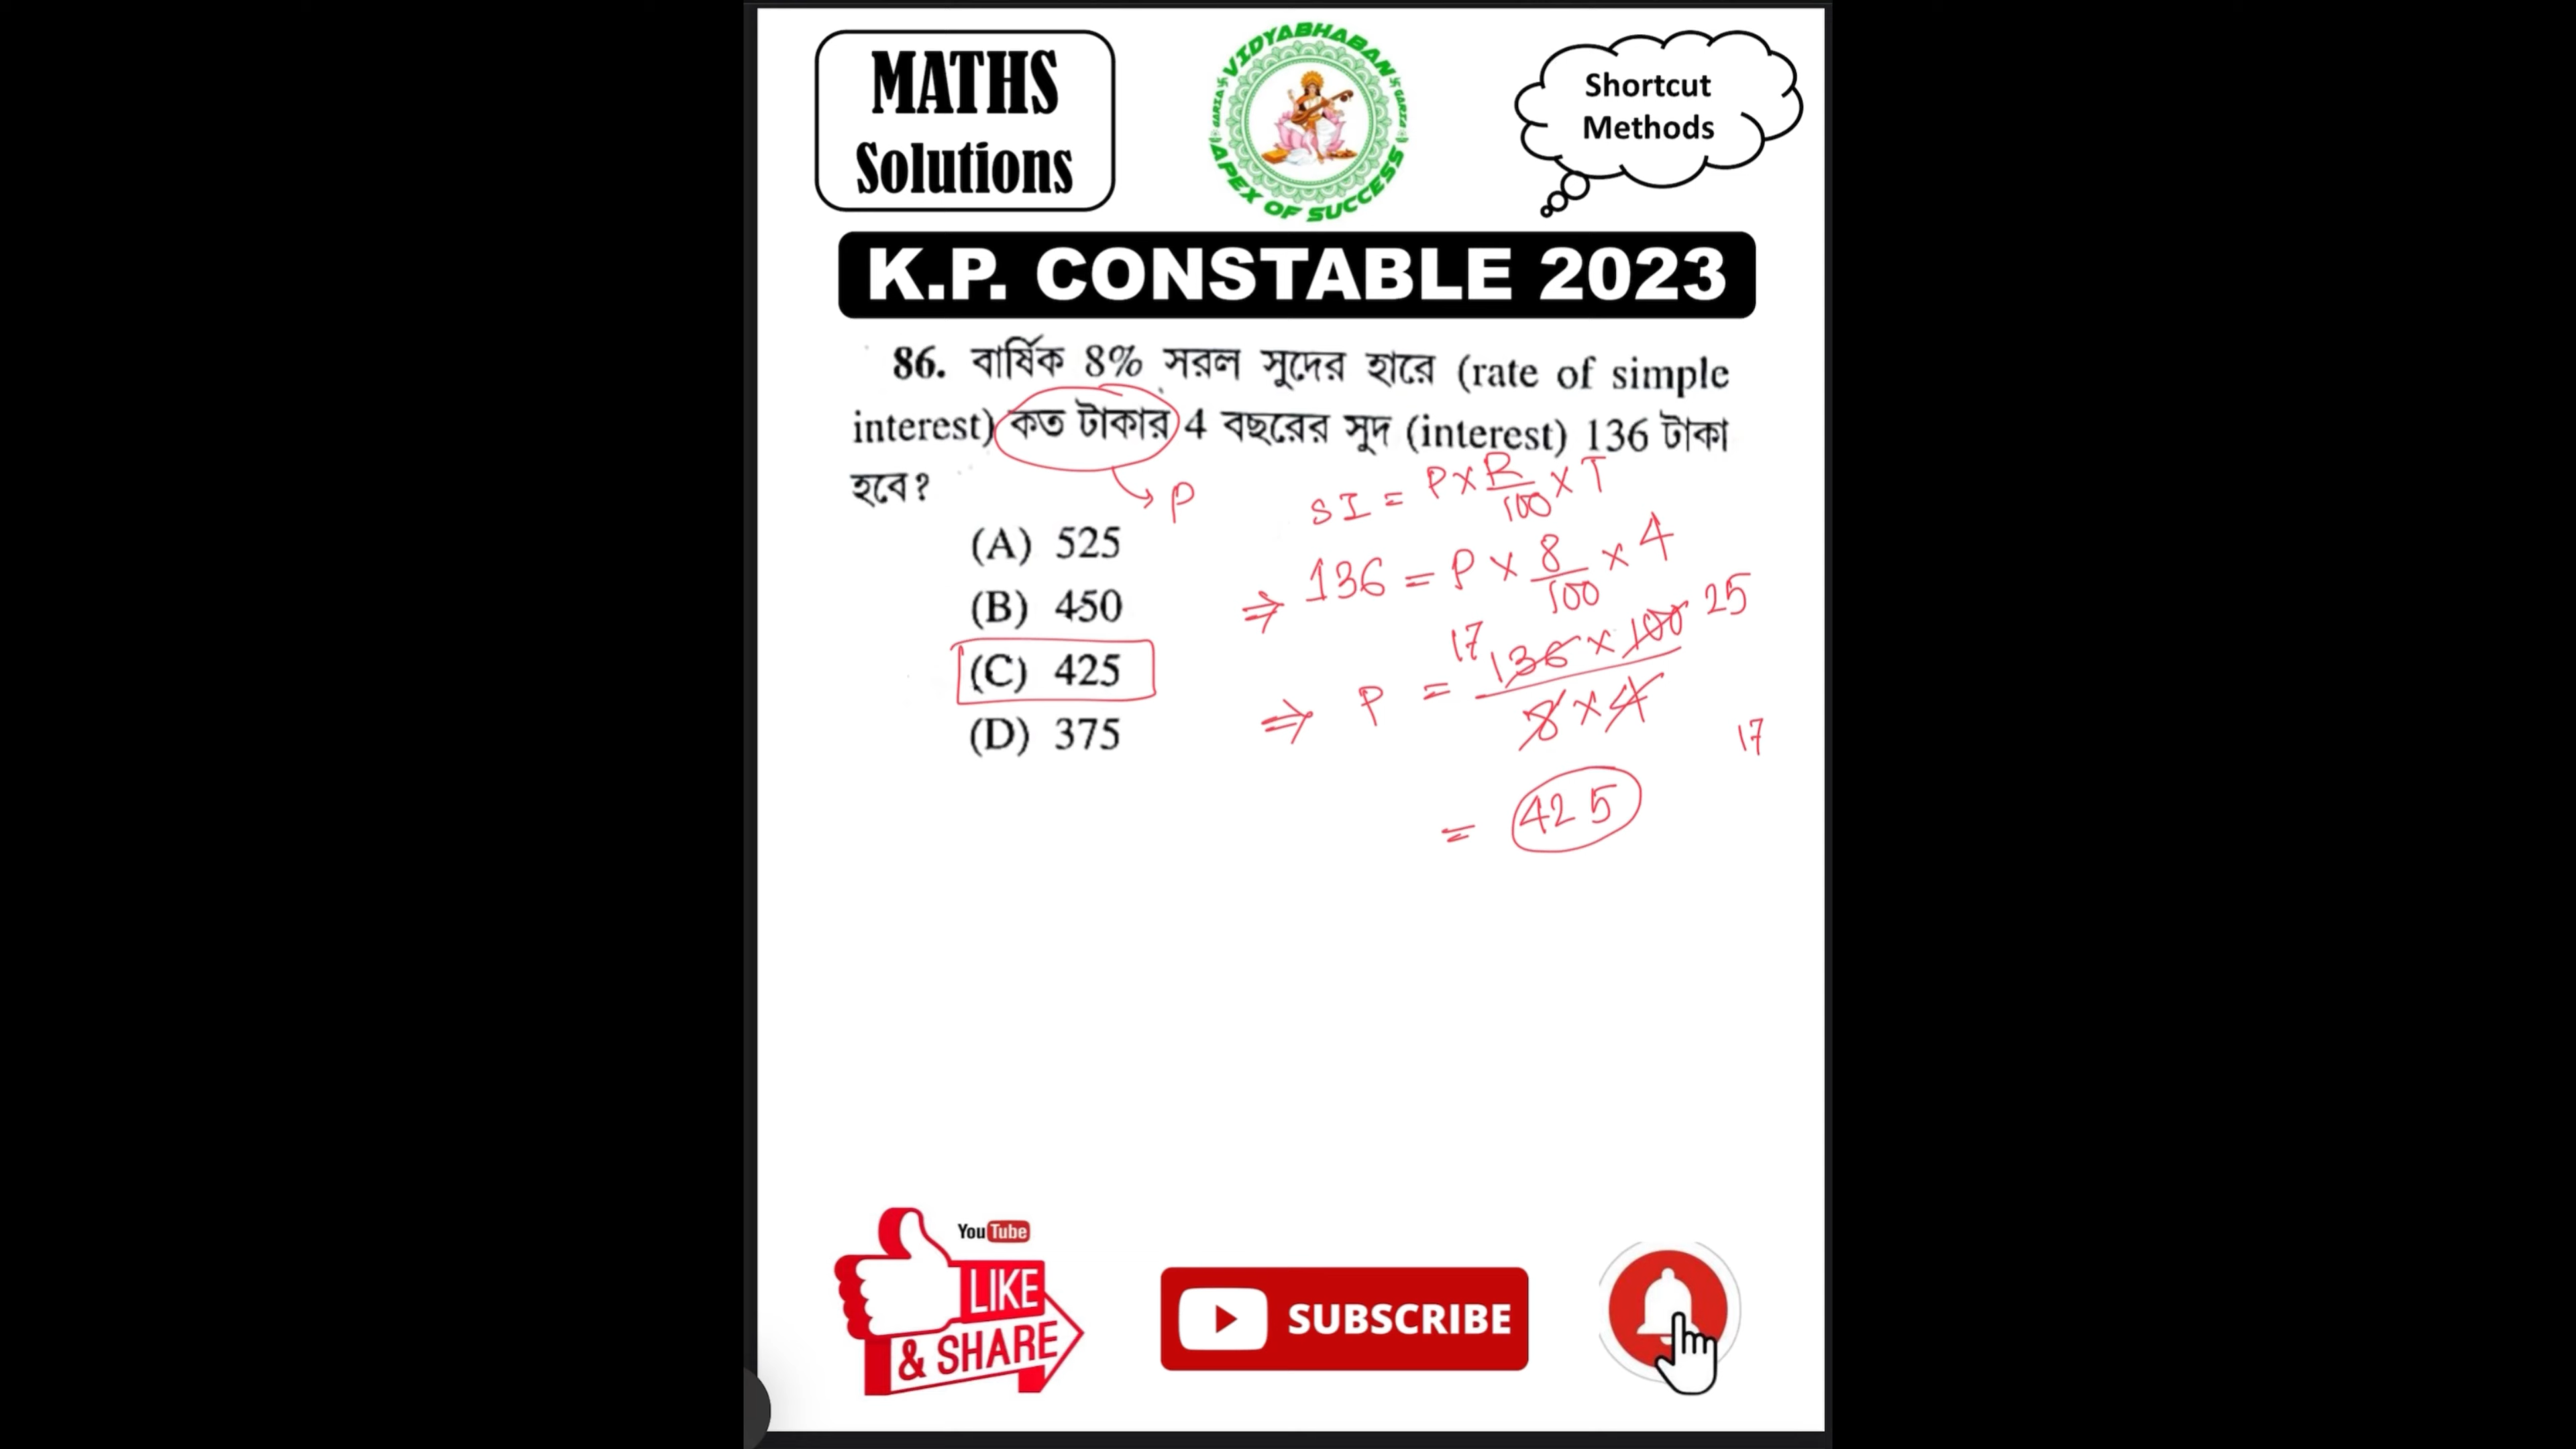 MATHS
Solutions
VIDYABHABAN
GARIA
GARIA
APEX OF SUCCESS
Shortcut
Methods
K.P. CONSTABLE 2023
86. বার্ষিক 8% সরল সুদের হারে (rate of simple
interest) কত টাকার 4 বছরের সুদ (interest) 136 টাকা
হবে?
→ P
(A) 525
(B) 450
(C) 425
(D) 375
SI = P × R/100 × T
⇒ 136 = P × 8/100 × 4
17 25
⇒ P = 136 × 100 / 8 × 4
17
= 425
YouTube
LIKE
& SHARE
SUBSCRIBE